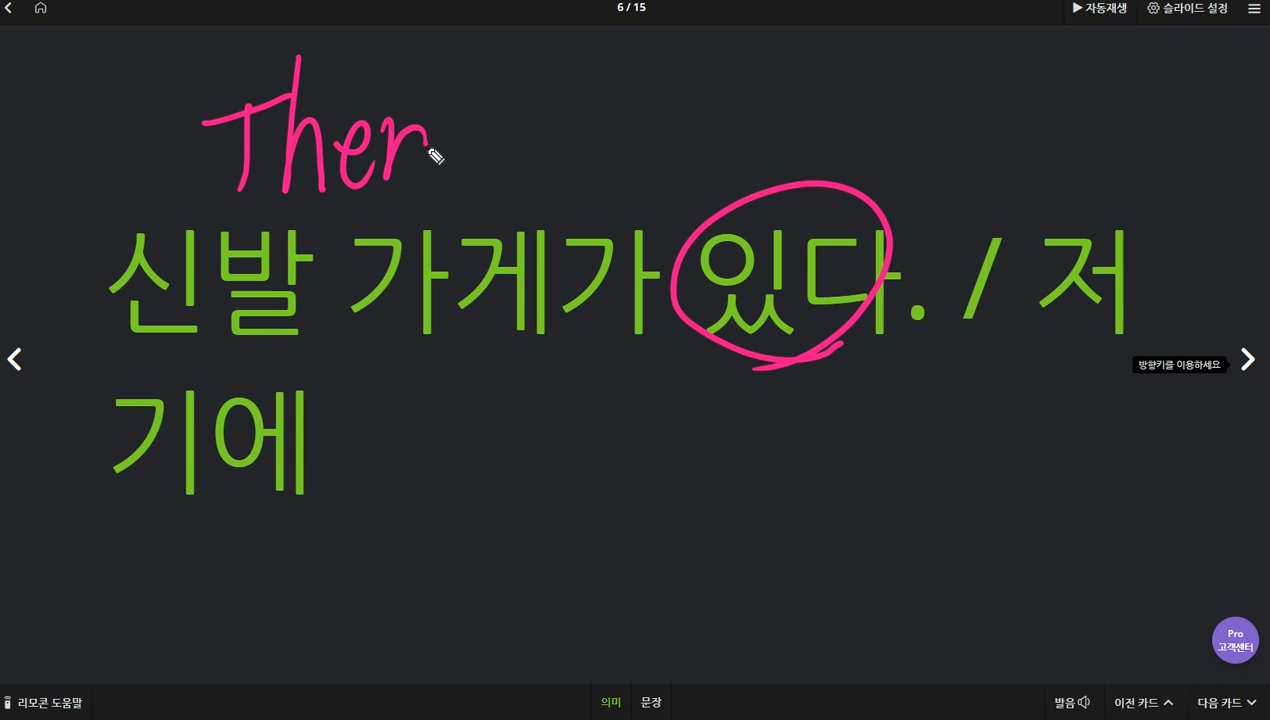 6 / 15
자동재생
슬라이드 설정
Ther
신발 가게가 있다. / 저
기에
방향키를 이용하세요
Pro
고객센터
리모콘 도움말
의미
문장
발음
이전 카드
다음 카드